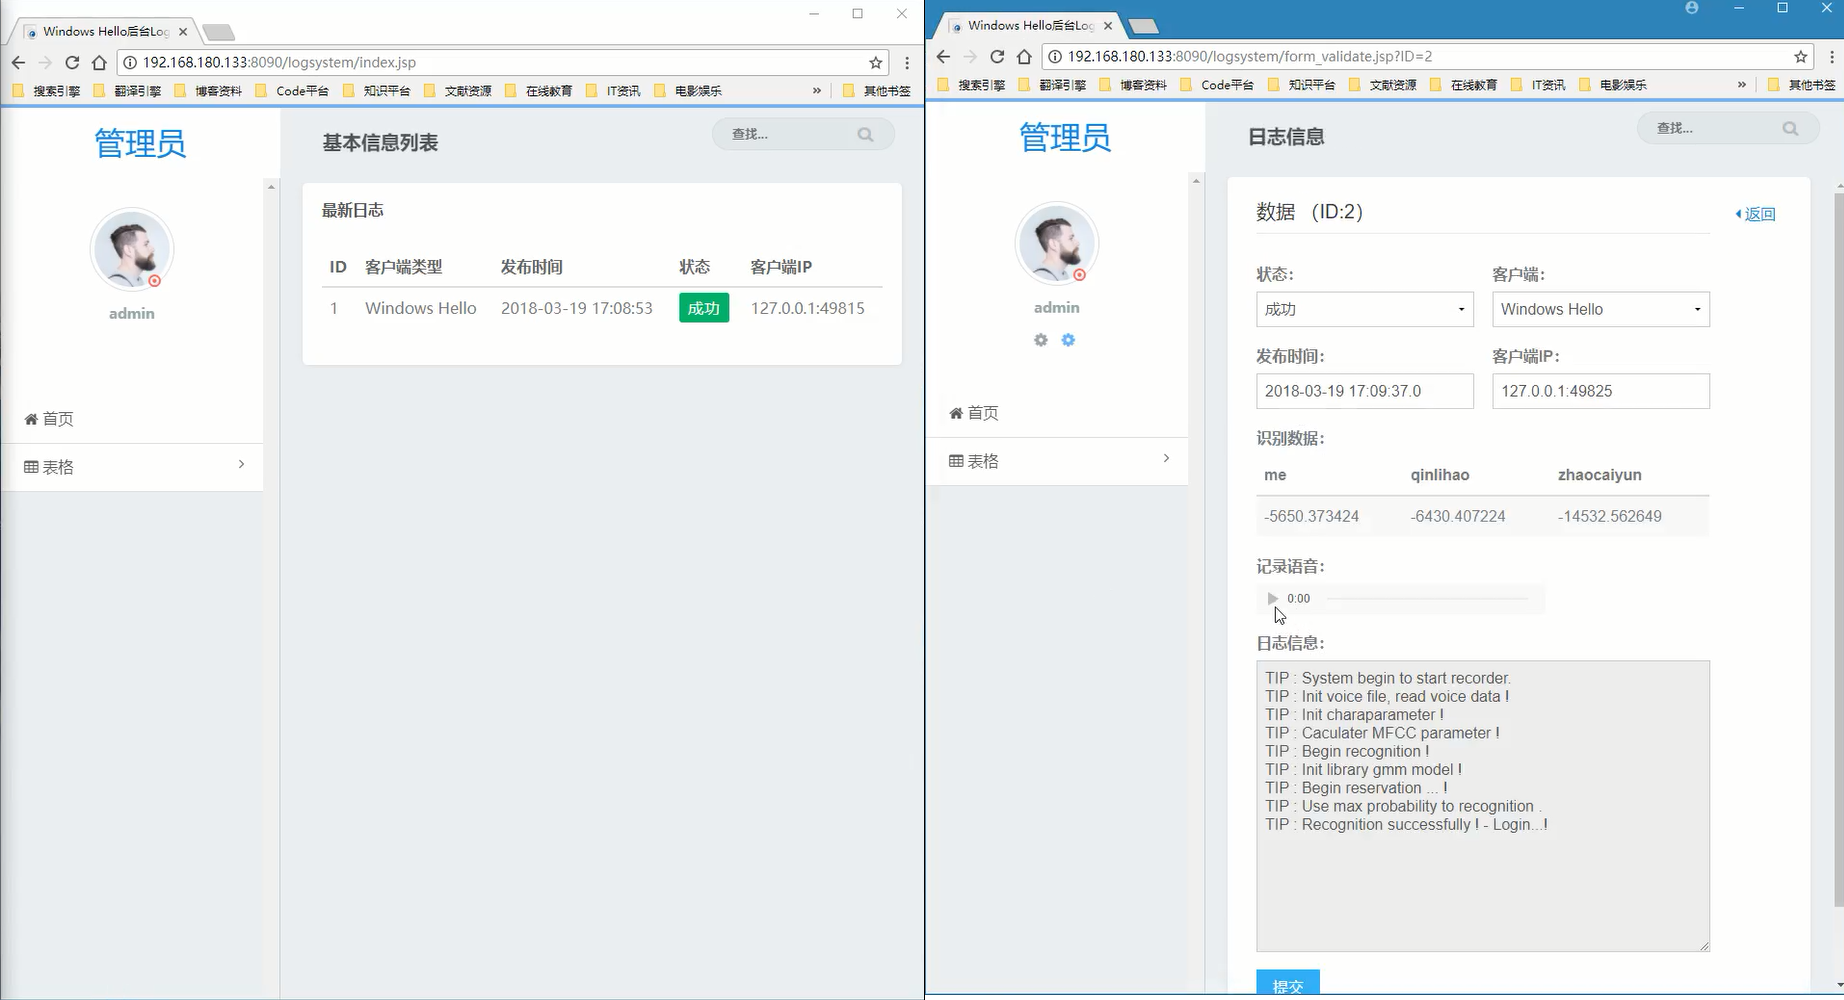 Windows Hello后台Log
192.168.180.133:8090/logsystem/index.jsp
搜索引擎 翻译引擎 博客资料 Code平台 知识平台 文献资源 在线教育 IT资讯 电影娱乐 » 其他书签
管理员
基本信息列表
查找...
admin
首页
表格
最新日志
ID 客户端类型 发布时间 状态 客户端IP
1 Windows Hello 2018-03-19 17:08:53 成功 127.0.0.1:49815
Windows Hello后台Log
192.168.180.133:8090/logsystem/form_validate.jsp?ID=2
搜索引擎 翻译引擎 博客资料 Code平台 知识平台 文献资源 在线教育 IT资讯 电影娱乐 » 其他书签
管理员
日志信息
查找...
admin
首页
表格
数据 （ID:2）
返回
状态： 客户端：
成功 Windows Hello
发布时间： 客户端IP：
2018-03-19 17:09:37.0 127.0.0.1:49825
识别数据：
me qinlihao zhaocaiyun
-5650.373424 -6430.407224 -14532.562649
记录语音：
0:00
日志信息：
TIP : System begin to start recorder.
TIP : Init voice file, read voice data !
TIP : Init charaparameter !
TIP : Caculater MFCC parameter !
TIP : Begin recognition !
TIP : Init library gmm model !
TIP : Begin reservation ... !
TIP : Use max probability to recognition .
TIP : Recognition successfully ! - Login...!
提交